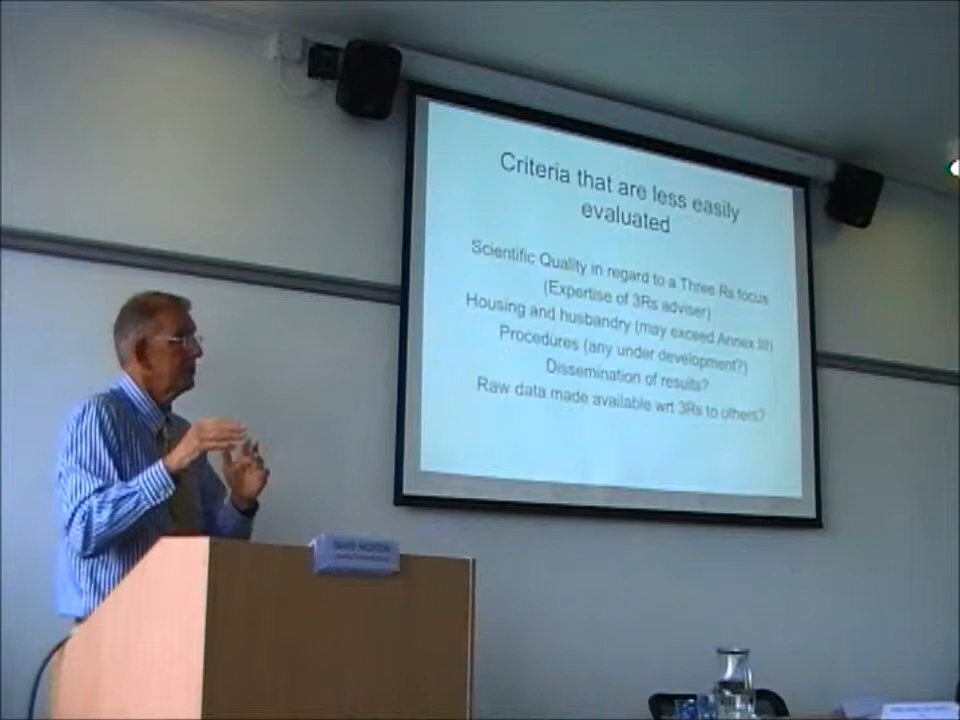 Criteria that are less easily
evaluated
Scientific Quality in regard to a Three Rs focus
(Expertise of 3Rs adviser)
Housing and husbandry (may exceed Annex III)
Procedures (any under development?)
Dissemination of results?
Raw data made available wrt 3Rs to others?